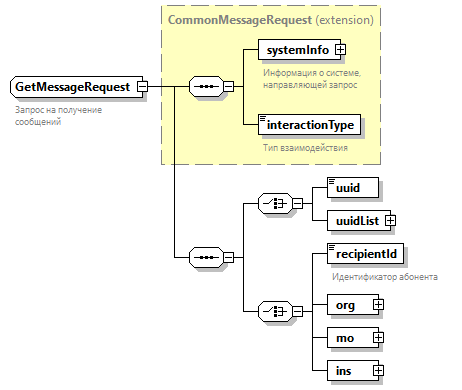 CommonMessageRequest (extension)
systemInfo
Информация о системе,
направляющей запрос
GetMessageRequest
Запрос на получение
сообщений
interactionType
Тип взаимодействия
uuid
uuidList
recipientId
Идентификатор абонента
org
mo
ins